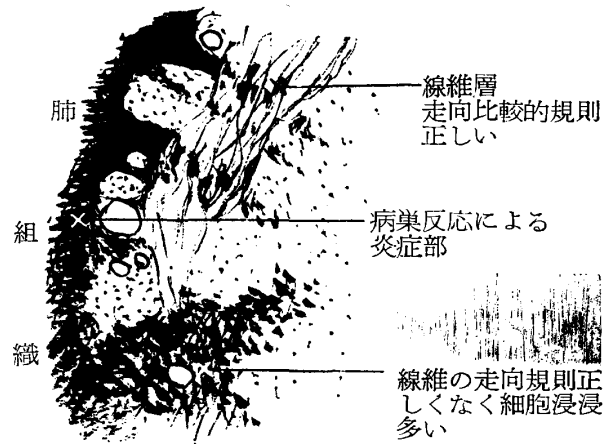 線維層
走向比較的規則
正しい
肺
組
織
病巣反応による
炎症部
線維の走向規則正
しくなく細胞浸浸
多い